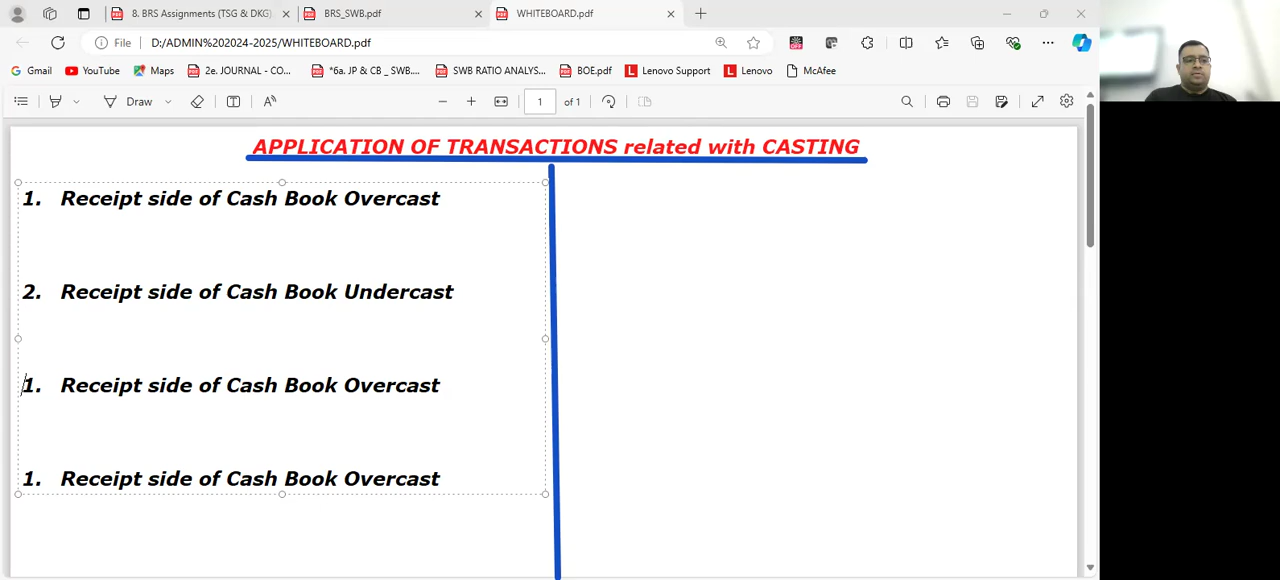 8. BRS Assignments (TSG & DKG).
BRS_SWB.pdf
WHITEBOARD.pdf
File
D:/ADMIN%202024-2025/WHITEBOARD.pdf
Gmail
YouTube
Maps
2e. JOURNAL - CO...
*6a. JP & CB _ SWB....
SWB RATIO ANALYS...
BOE.pdf
Lenovo Support
Lenovo
McAfee
Draw
1
of 1
APPLICATION OF TRANSACTIONS related with CASTING
1. Receipt side of Cash Book Overcast
2. Receipt side of Cash Book Undercast
1. Receipt side of Cash Book Overcast
1. Receipt side of Cash Book Overcast